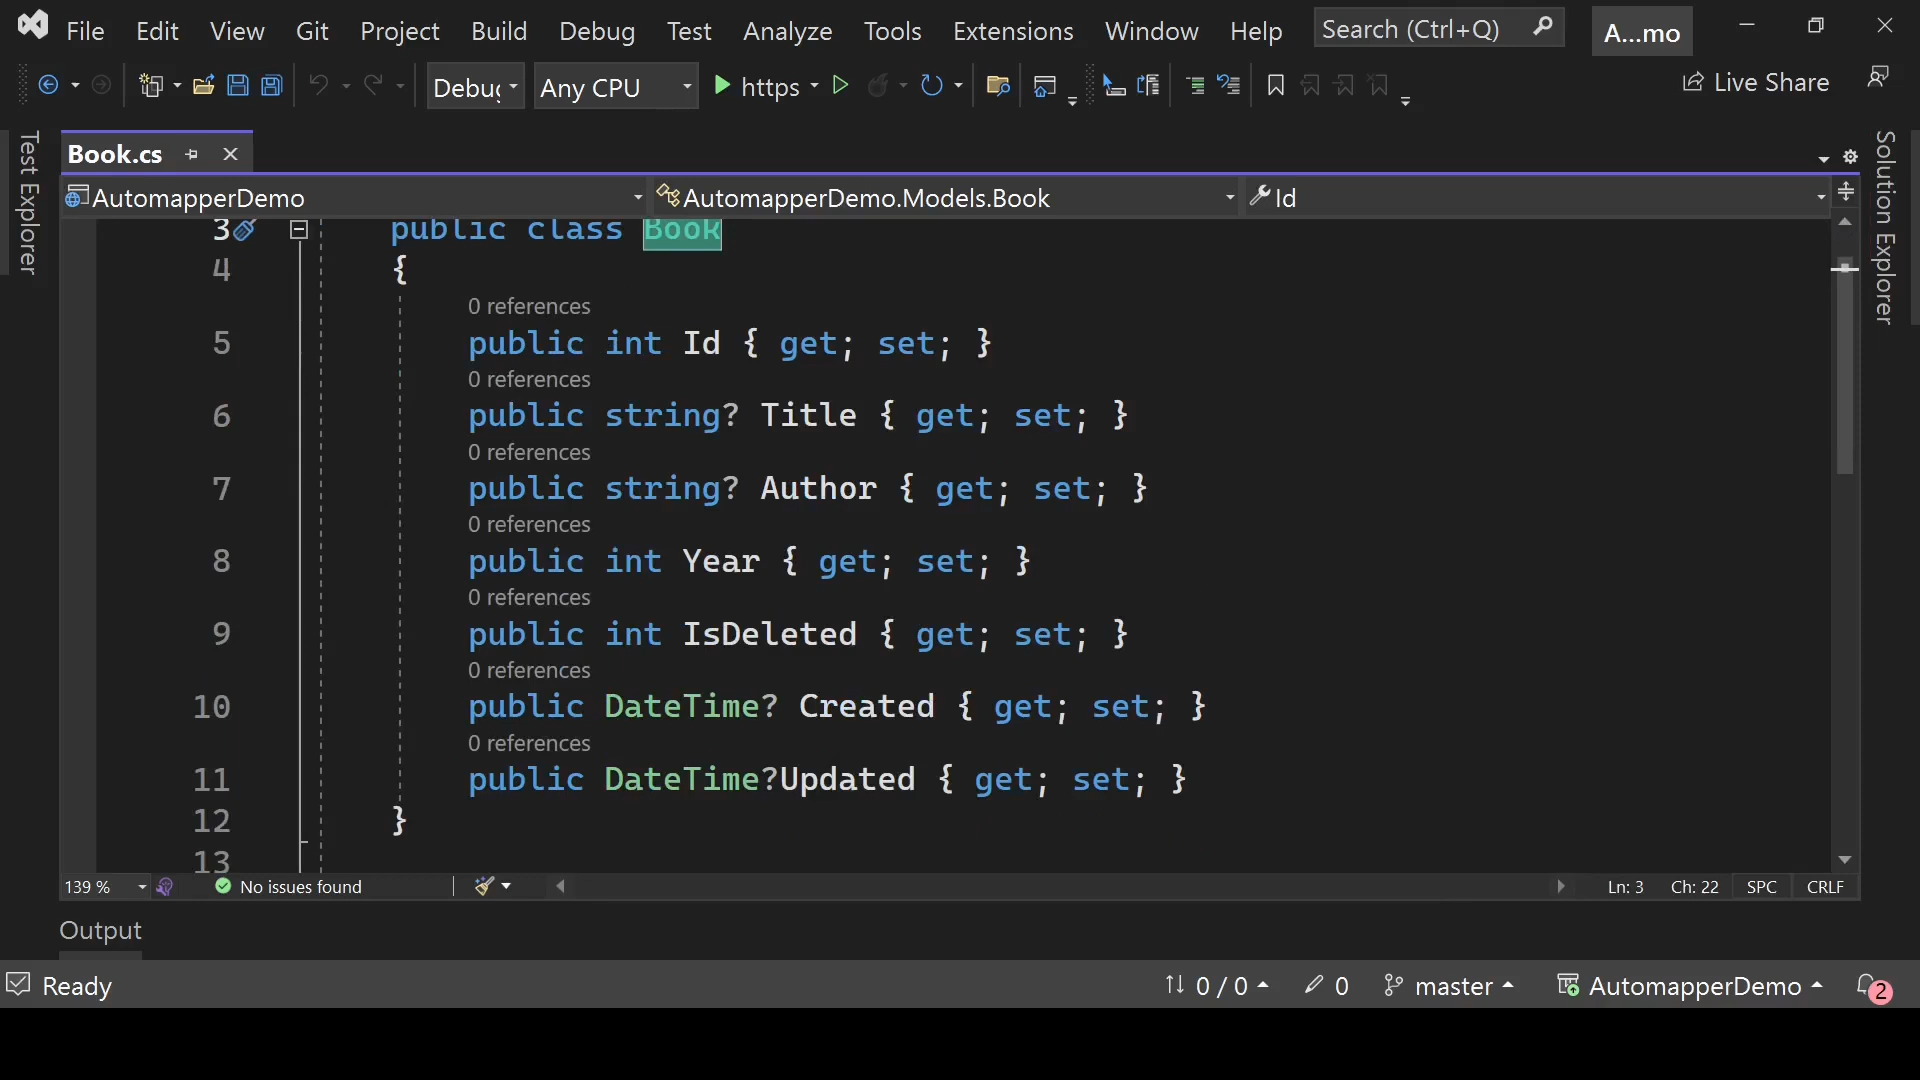 File Edit View Git Project Build Debug Test Analyze Tools Extensions Window Help Search (Ctrl+Q) A...mo
Debug Any CPU https Live Share
Test Explorer
Book.cs
Solution Explorer
AutomapperDemo AutomapperDemo.Models.Book Id
3 public class Book
4 {
0 references
5 public int Id { get; set; }
0 references
6 public string? Title { get; set; }
0 references
7 public string? Author { get; set; }
0 references
8 public int Year { get; set; }
0 references
9 public int IsDeleted { get; set; }
0 references
10 public DateTime? Created { get; set; }
0 references
11 public DateTime?Updated { get; set; }
12 }
13
139 % No issues found Ln: 3 Ch: 22 SPC CRLF
Output
Ready 0 / 0 0 master AutomapperDemo 2